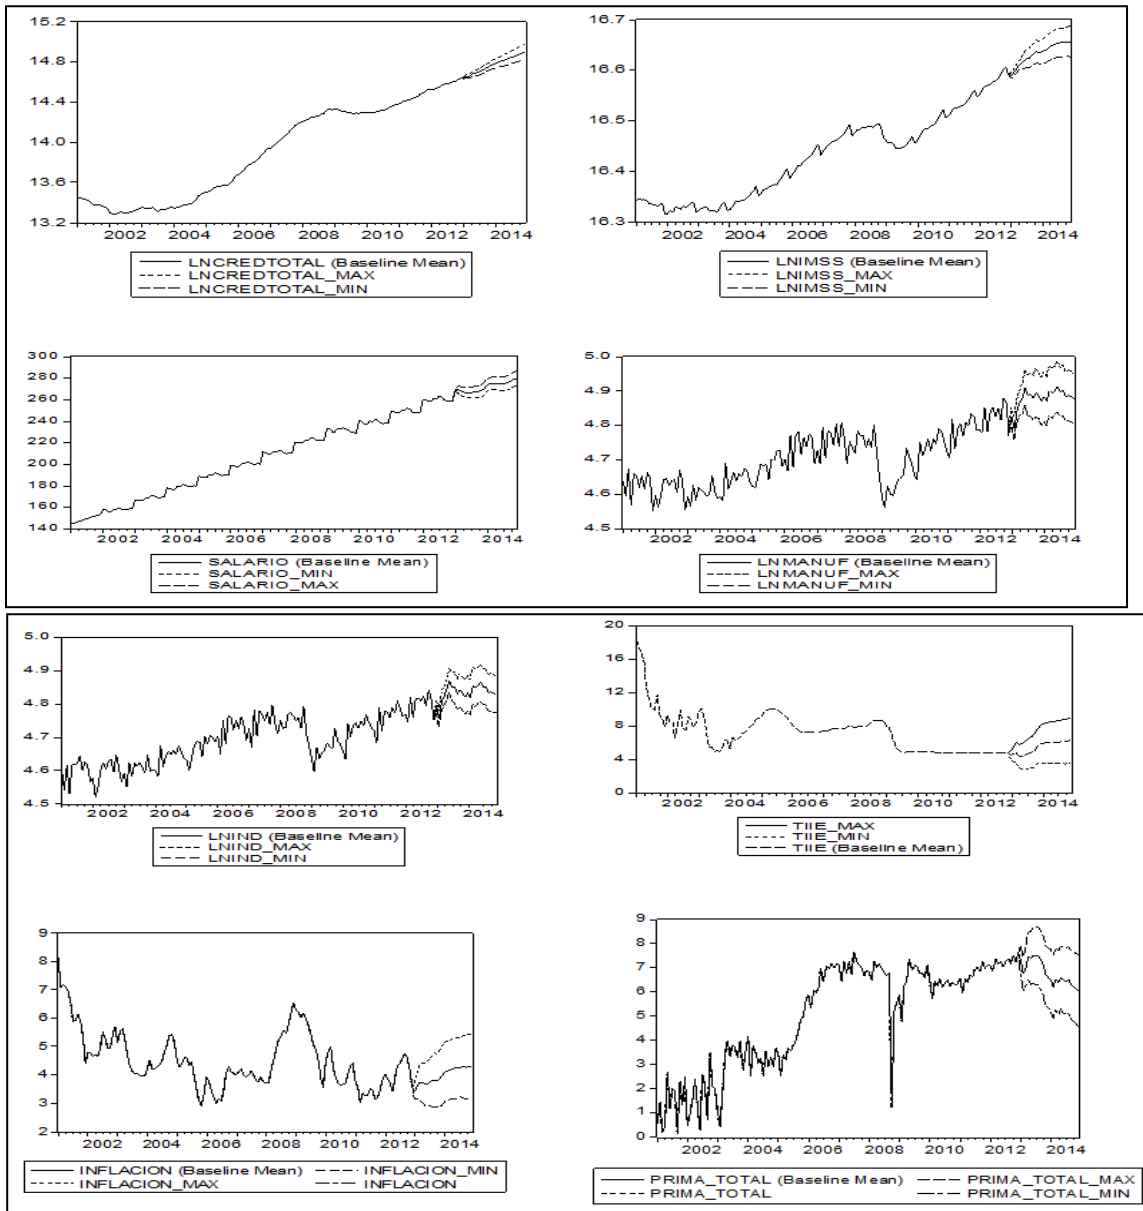 15.2
14.8
14.4
14.0
13.6
13.2
2002 2004 2006 2008 2010 2012 2014
LNCREDTOTAL (Baseline Mean)
LNCREDTOTAL_MAX
LNCREDTOTAL_MIN
16.7
16.6
16.5
16.4
16.3
2002 2004 2006 2008 2010 2012 2014
LNIMSS (Baseline Mean)
LNIMSS_MAX
LNIMSS_MIN
300
280
260
240
220
200
180
160
140
2002 2004 2006 2008 2010 2012 2014
SALARIO (Baseline Mean)
SALARIO_MIN
SALARIO_MAX
5.0
4.9
4.8
4.7
4.6
4.5
2002 2004 2006 2008 2010 2012 2014
LNMANUF (Baseline Mean)
LNMANUF_MAX
LNMANUF_MIN
5.0
4.9
4.8
4.7
4.6
4.5
2002 2004 2006 2008 2010 2012 2014
LNIND (Baseline Mean)
LNIND_MAX
LNIND_MIN
20
16
12
8
4
0
2002 2004 2006 2008 2010 2012 2014
TIIE_MAX
TIIE_MIN
TIIE (Baseline Mean)
9
8
7
6
5
4
3
2
2002 2004 2006 2008 2010 2012 2014
INFLACION (Baseline Mean) INFLACION_MIN
INFLACION_MAX INFLACION
9
8
7
6
5
4
3
2
1
0
2002 2004 2006 2008 2010 2012 2014
PRIMA_TOTAL (Baseline Mean) PRIMA_TOTAL_MAX
PRIMA_TOTAL PRIMA_TOTAL_MIN